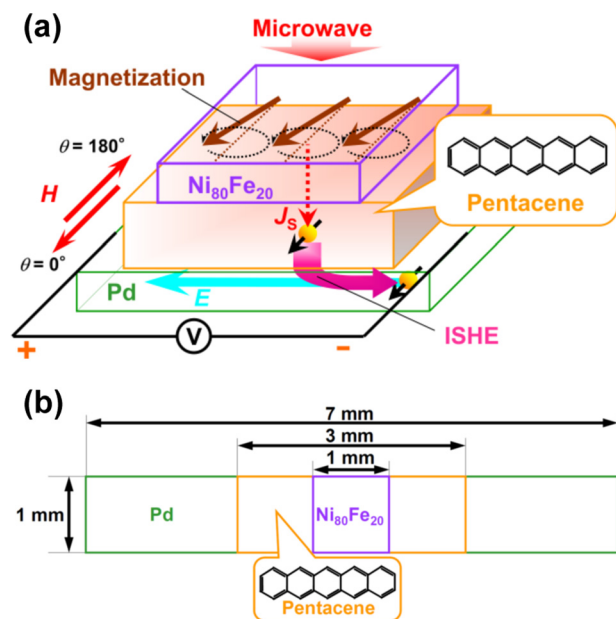 (a)
Microwave
Magnetization
θ = 180°
H
θ = 0°
Ni80Fe20
Pentacene
JS
Pd
E
ISHE
V
+
-
(b)
7 mm
3 mm
1 mm
1 mm
Pd
Ni80Fe20
Pentacene